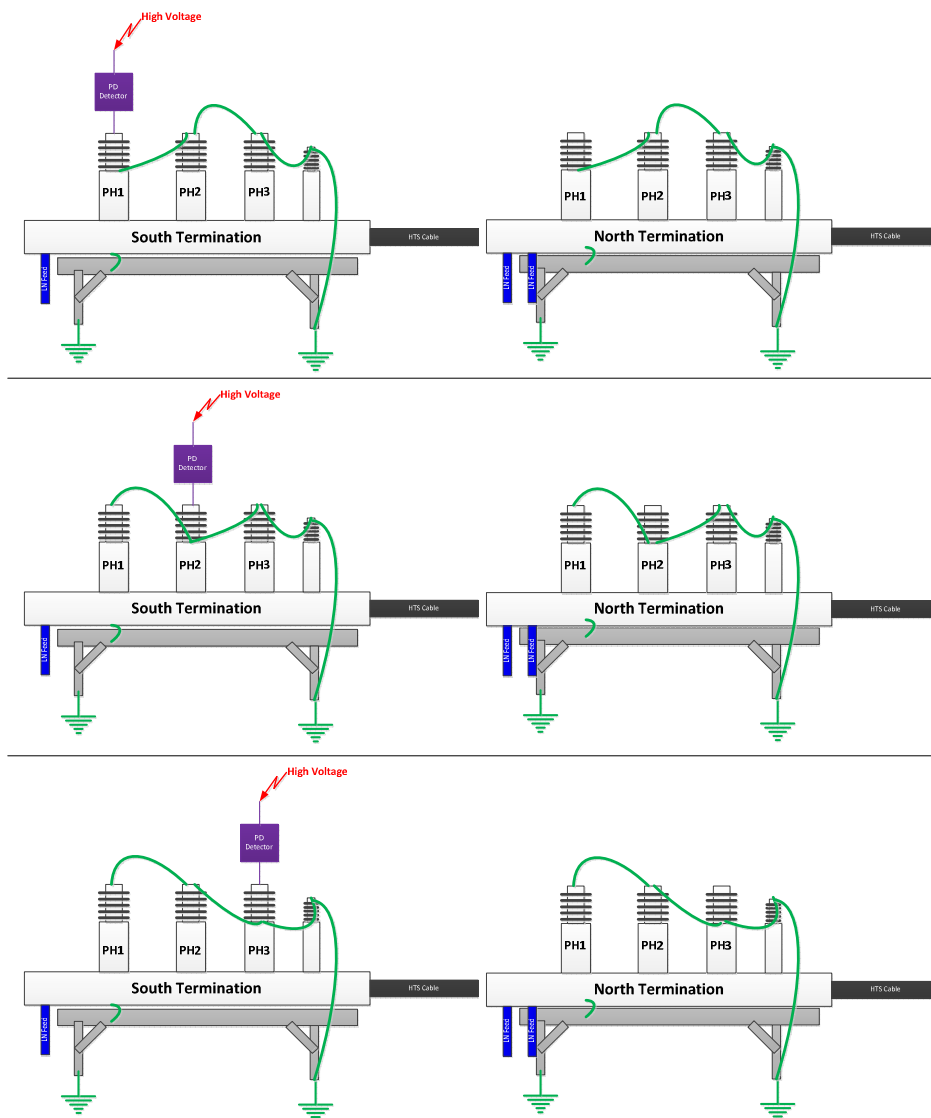 High Voltage
PD
Detector
PH1
PH2
PH3
PH1
PH2
PH3
South Termination
HTS Cable
North Termination
HTS Cable
LN Feed
LN Feed
LN Feed
High Voltage
PD
Detector
PH1
PH2
PH3
PH1
PH2
PH3
South Termination
HTS Cable
North Termination
HTS Cable
LN Feed
LN Feed
LN Feed
High Voltage
PD
Detector
PH1
PH2
PH3
PH1
PH2
PH3
South Termination
HTS Cable
North Termination
HTS Cable
LN Feed
LN Feed
LN Feed